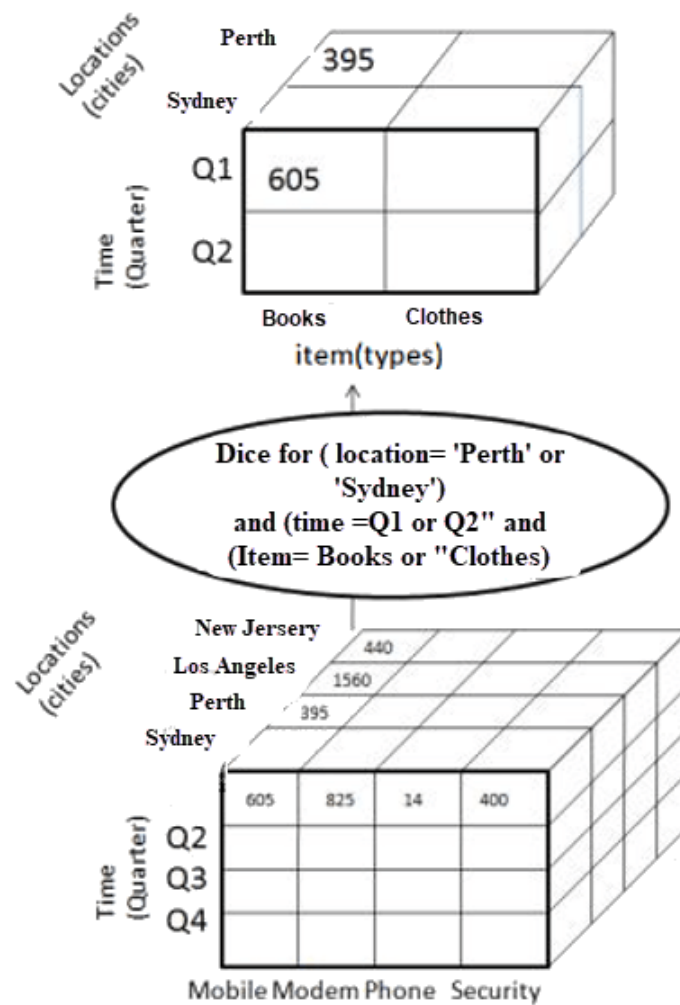 Locations
(cities)
Perth
395
Sydney
Time
(Quarter)
Q1
605
Q2
Books Clothes
item(types)
Dice for ( location= 'Perth' or
'Sydney')
and (time =Q1 or Q2" and
(Item= Books or "Clothes)
Locations
(cities)
New Jersery
440
Los Angeles
1560
Perth
395
Sydney
605 825 14 400
Time
(Quarter)
Q2
Q3
Q4
Mobile Modem Phone Security